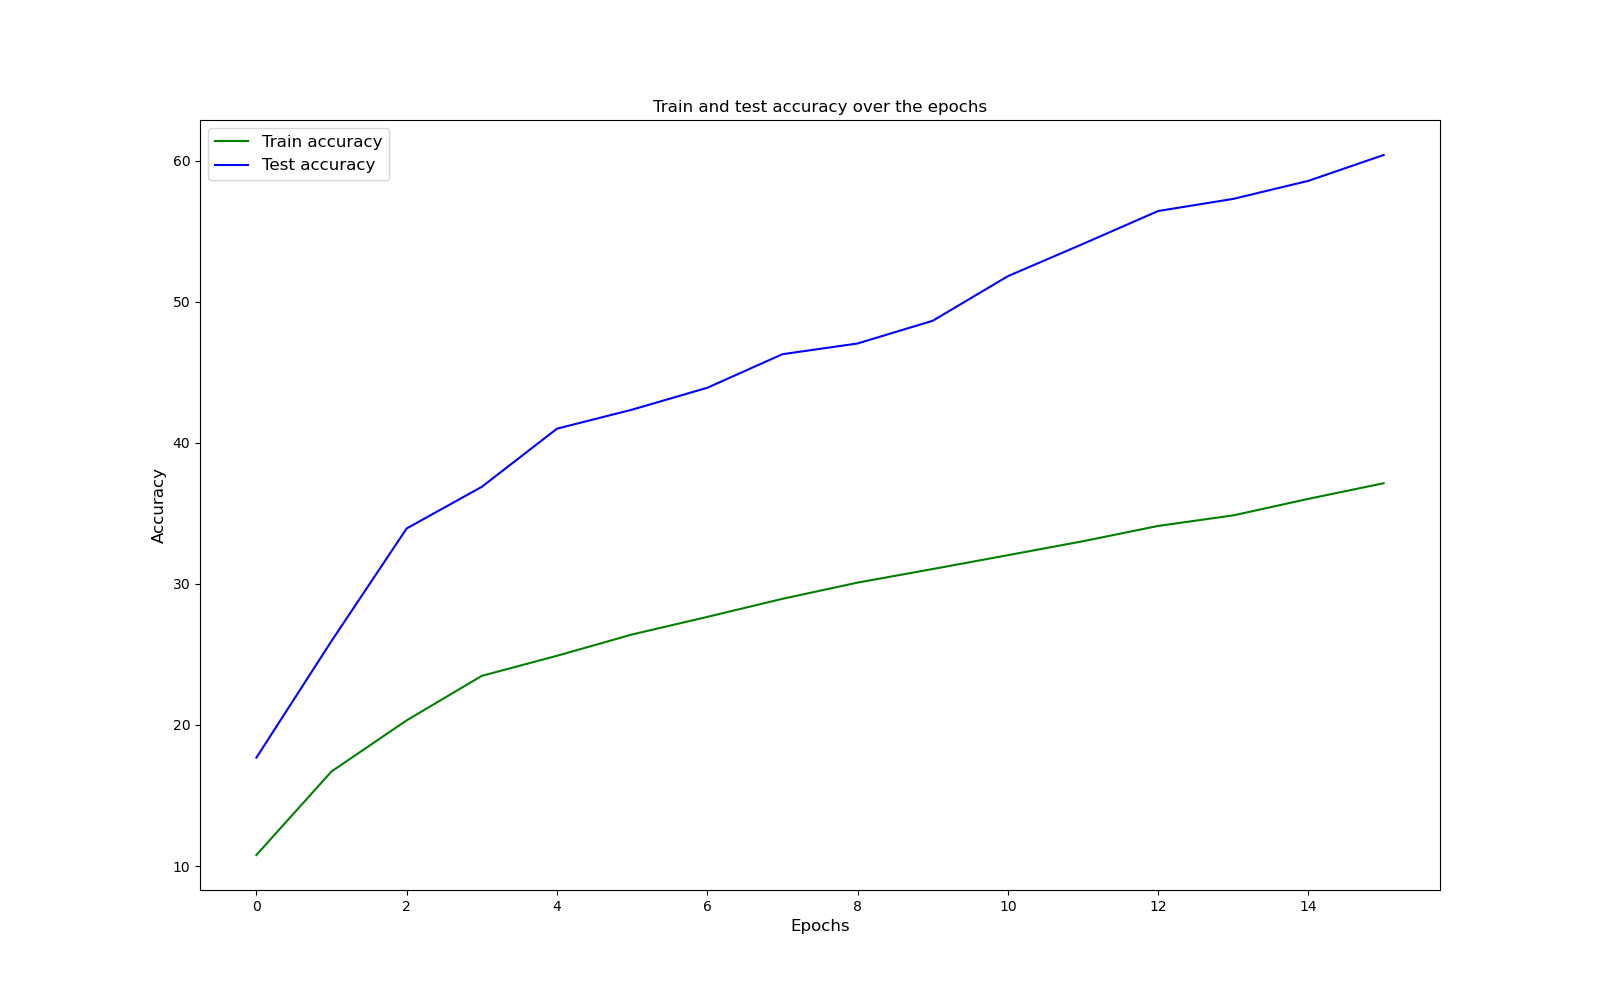 Train and test accuracy over the epochs
Train accuracy
Test accuracy
60
50
40
30
20
10
Accuracy
0 2 4 6 8 10 12 14
Epochs